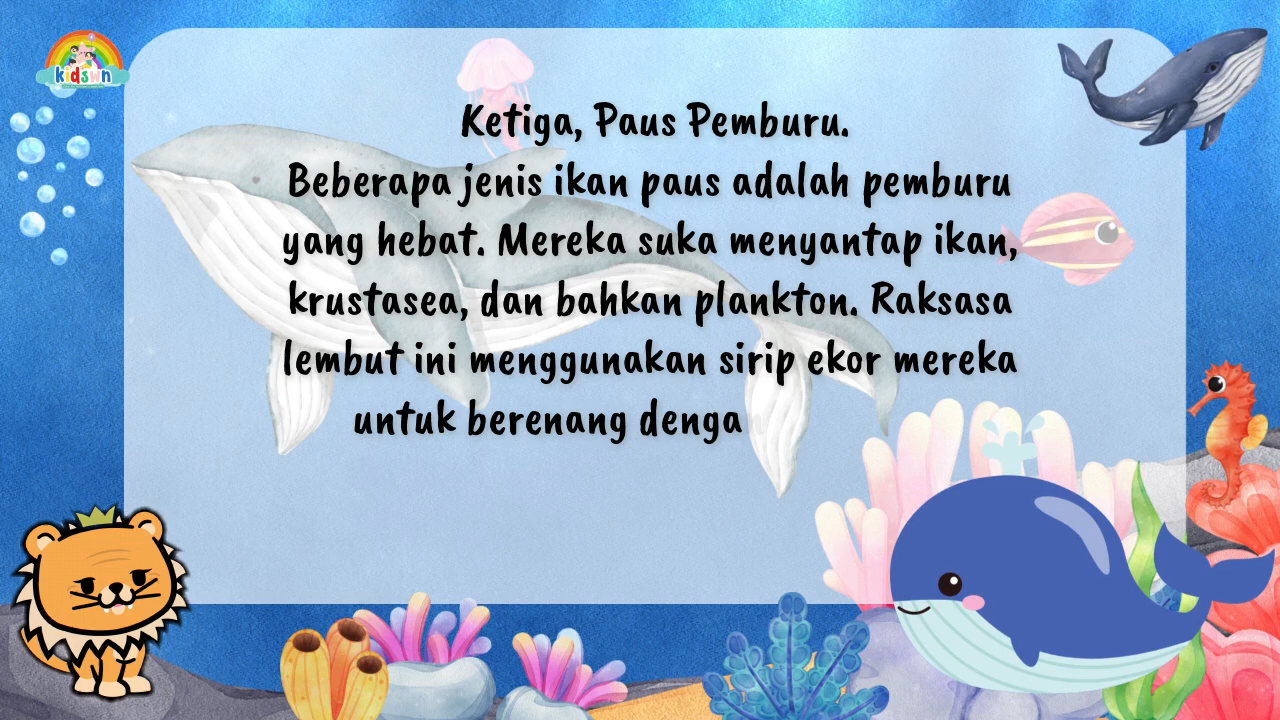 kidswn
Ketiga, Paus Pemburu.
Beberapa jenis ikan paus adalah pemburu
yang hebat. Mereka suka menyantap ikan,
krustasea, dan bahkan plankton. Raksasa
lembut ini menggunakan sirip ekor mereka
untuk berenang dengan